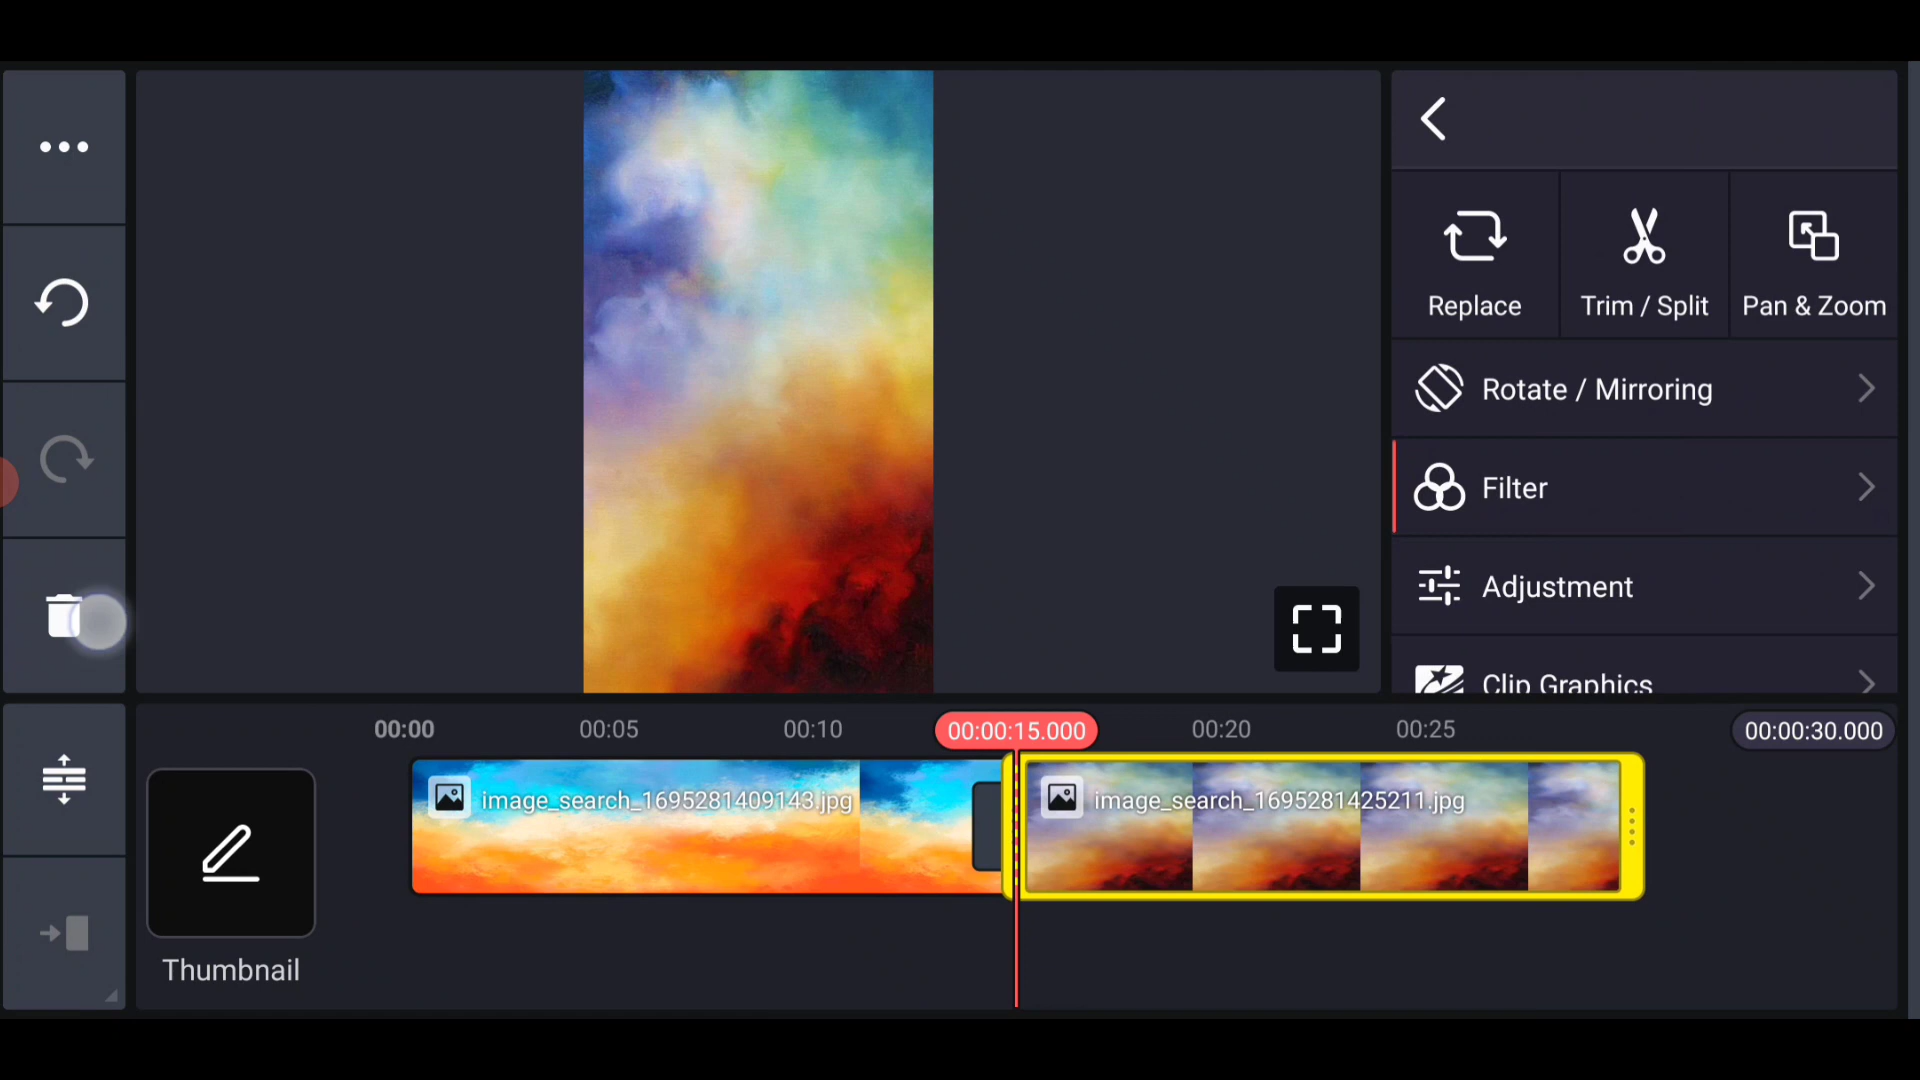 Replace
Trim / Split
Pan & Zoom
Rotate / Mirroring
Filter
Adjustment
Clip Graphics
00:00
00:05
00:10
00:00:15.000
00:20
00:25
00:00:30.000
image_search_1695281409143.jpg
image_search_1695281425211.jpg
Thumbnail